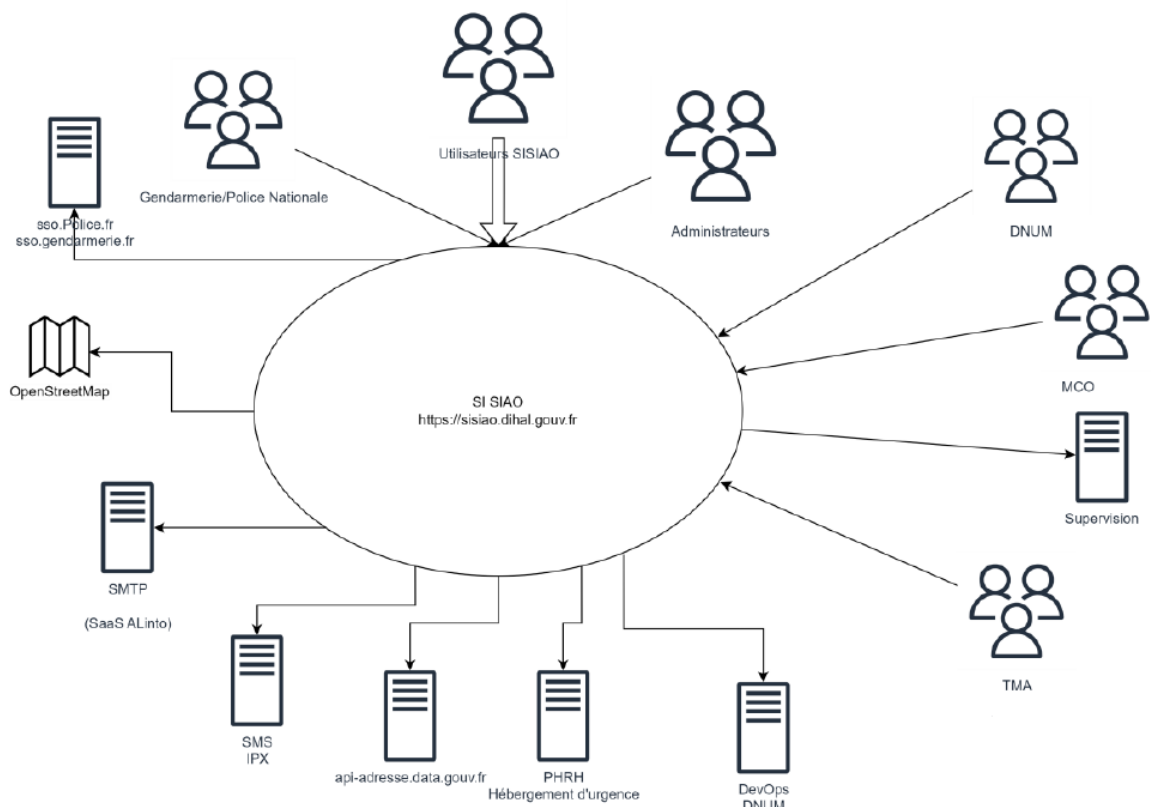 Utilisateurs SISIAO
Gendarmerie/Police Nationale
sso.Police.fr
sso.gendarmerie.fr
Administrateurs
DNUM
OpenStreetMap
MCO
SI SIAO
https://sisiao.dihal.gouv.fr
Supervision
SMTP
(SaaS ALinto)
TMA
SMS
IPX
api-adresse.data.gouv.fr
PHRH
Hébergement d'urgence
DevOps
DNUM